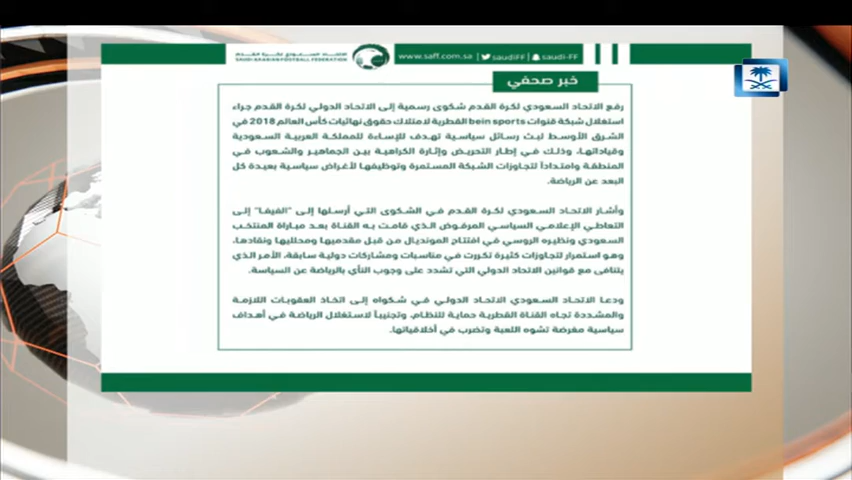 الاتحاد السعودي لكرة القدم
SAUDI ARABIAN FOOTBALL FEDERATION
www.saff.com.sa | saudiFF | saudi-FF
خبر صحفي
رفع الاتحاد السعودي لكرة القدم شكوى رسمية إلى الاتحاد الدولي لكرة القدم جراء
استغلال شبكة قنوات bein sports القطرية لامتلاك حقوق نهائيات كأس العالم 2018 في
الشرق الأوسط لبث رسائل سياسية تهدف للإساءة للمملكة العربية السعودية
وقياداتها، وذلك في إطار التحريض وإثارة الكراهية بين الجماهير والشعوب في
المنطقة وامتداداً لتجاوزات الشبكة المستمرة وتوظيفها لأغراض سياسية بعيدة كل
البعد عن الرياضة.
وأشار الاتحاد السعودي لكرة القدم في الشكوى التي أرسلها إلى "الفيفا" إلى
التعاطي الإعلامي السياسي المرفوض الذي قامت به القناة بعد مباراة المنتخب
السعودي ونظيره الروسي في افتتاح المونديال من قبل مقدميها ومحلليها ونقادها،
وهو استمرار لتجاوزات كثيرة تكررت في مناسبات ومشاركات دولية سابقة، الأمر الذي
يتنافى مع قوانين الاتحاد الدولي التي تشدد على وجوب النأي بالرياضة عن السياسة.
ودعا الاتحاد السعودي الاتحاد الدولي في شكواه إلى اتخاذ العقوبات اللازمة
والمشددة تجاه القناة القطرية حماية للنظام، وتجنيباً لاستغلال الرياضة في أهداف
سياسية مغرضة تشوه اللعبة وتضرب في أخلاقياتها.